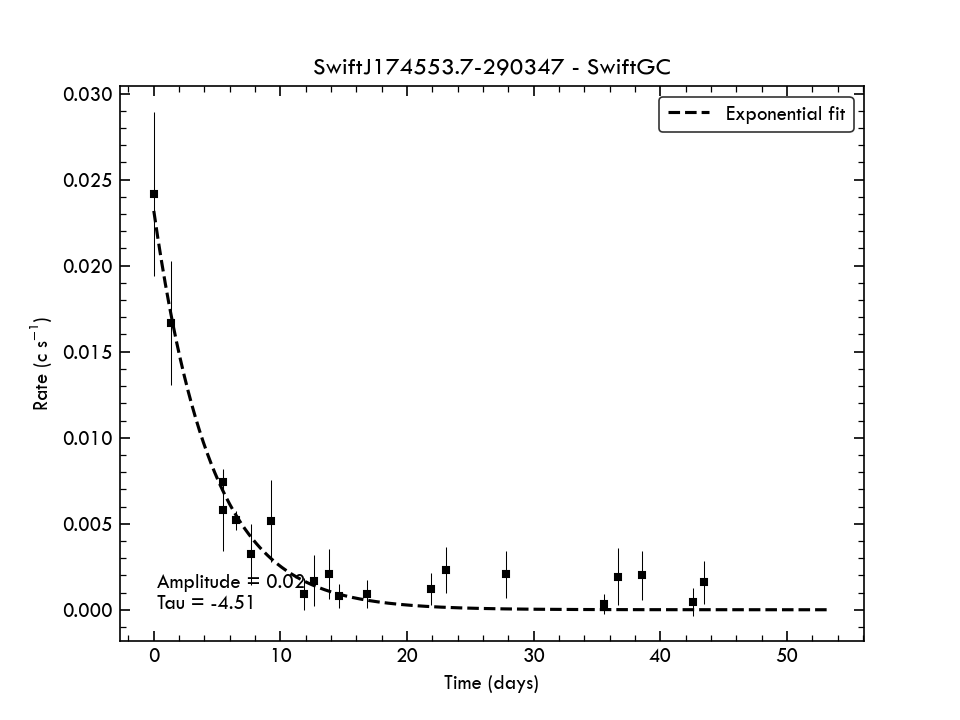 SwiftJ174553.7-290347 - SwiftGC
Exponential fit
Rate (c s⁻¹)
0.030
0.025
0.020
0.015
0.010
0.005
0.000
Amplitude = 0.02
Tau = -4.51
0 10 20 30 40 50
Time (days)